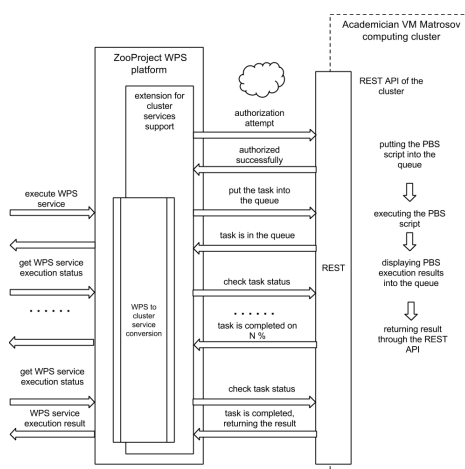 Academician VM Matrosov
computing cluster
ZooProject WPS
platform
REST API of the
cluster
extension for
cluster
services
support
authorization
attempt
putting the PBS
script into the
queue
authorized
successfully
execute WPS
service
put the task into
the queue
executing the PBS
script
task is in the queue
REST
get WPS service
execution status
displaying PBS
execution results
into the queue
check task status
. . . . . .
. . . . . .
WPS to
cluster
service
conversion
task is completed on
N %
returning result
through the REST
API
get WPS service
execution status
check task status
WPS service
execution result
task is completed,
returning the result